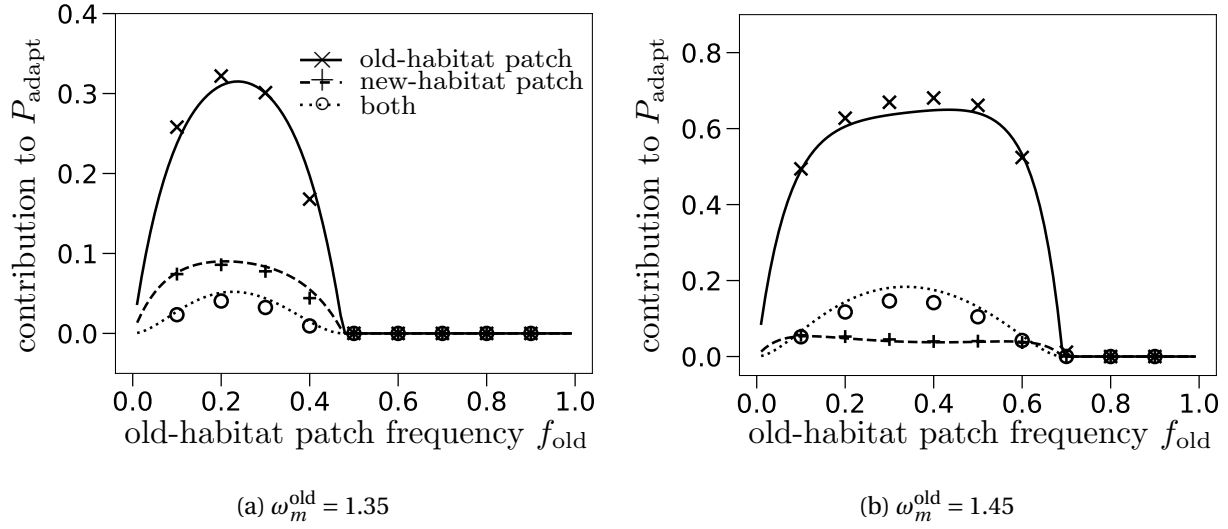 0.4
0.3
0.2
0.1
0.0
contribution to P_adapt
old-habitat patch
new-habitat patch
both
0.0 0.2 0.4 0.6 0.8 1.0
old-habitat patch frequency f_old
(a) ω_m^old = 1.35
0.8
0.6
0.4
0.2
0.0
contribution to P_adapt
0.0 0.2 0.4 0.6 0.8 1.0
old-habitat patch frequency f_old
(b) ω_m^old = 1.45